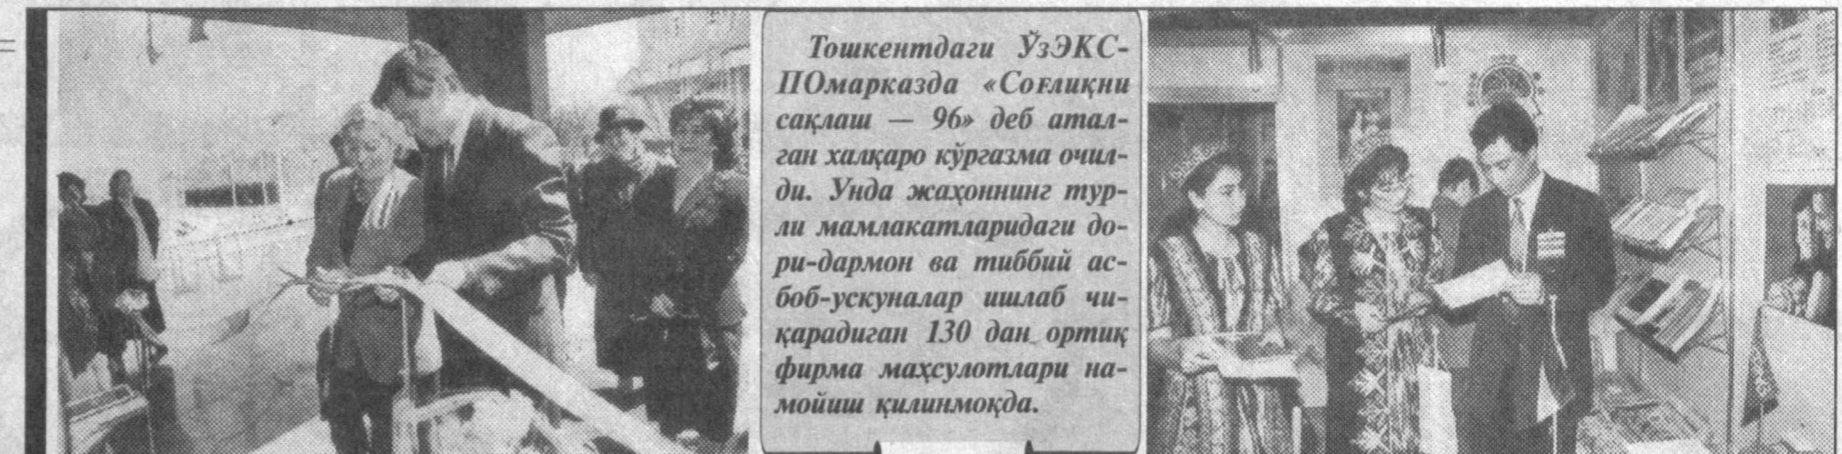 Тошкентдаги ЎзЭКС-
ПОмарказда «Соғлиқни
сақлаш — 96» деб атал-
ган халқаро кўргазма очил-
ди. Унда жаҳоннинг тур-
ли мамлакатларидаги до-
ри-дармон ва тиббий ас-
боб-ускуналар ишлаб чи-
қарадиган 130 дан ортиқ
фирма маҳсулотлари на-
мойиш қилинмоқда.